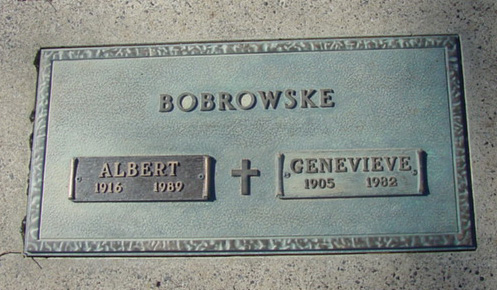 BOBROWSKE
ALBERT
1916 1989
GENEVIEVE
1905 1982